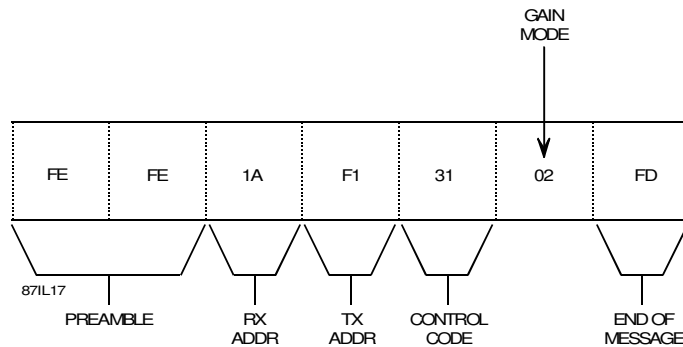 GAIN
MODE
FE FE 1A F1 31 02 FD
87IL17
PREAMBLE RX ADDR TX ADDR CONTROL CODE END OF MESSAGE